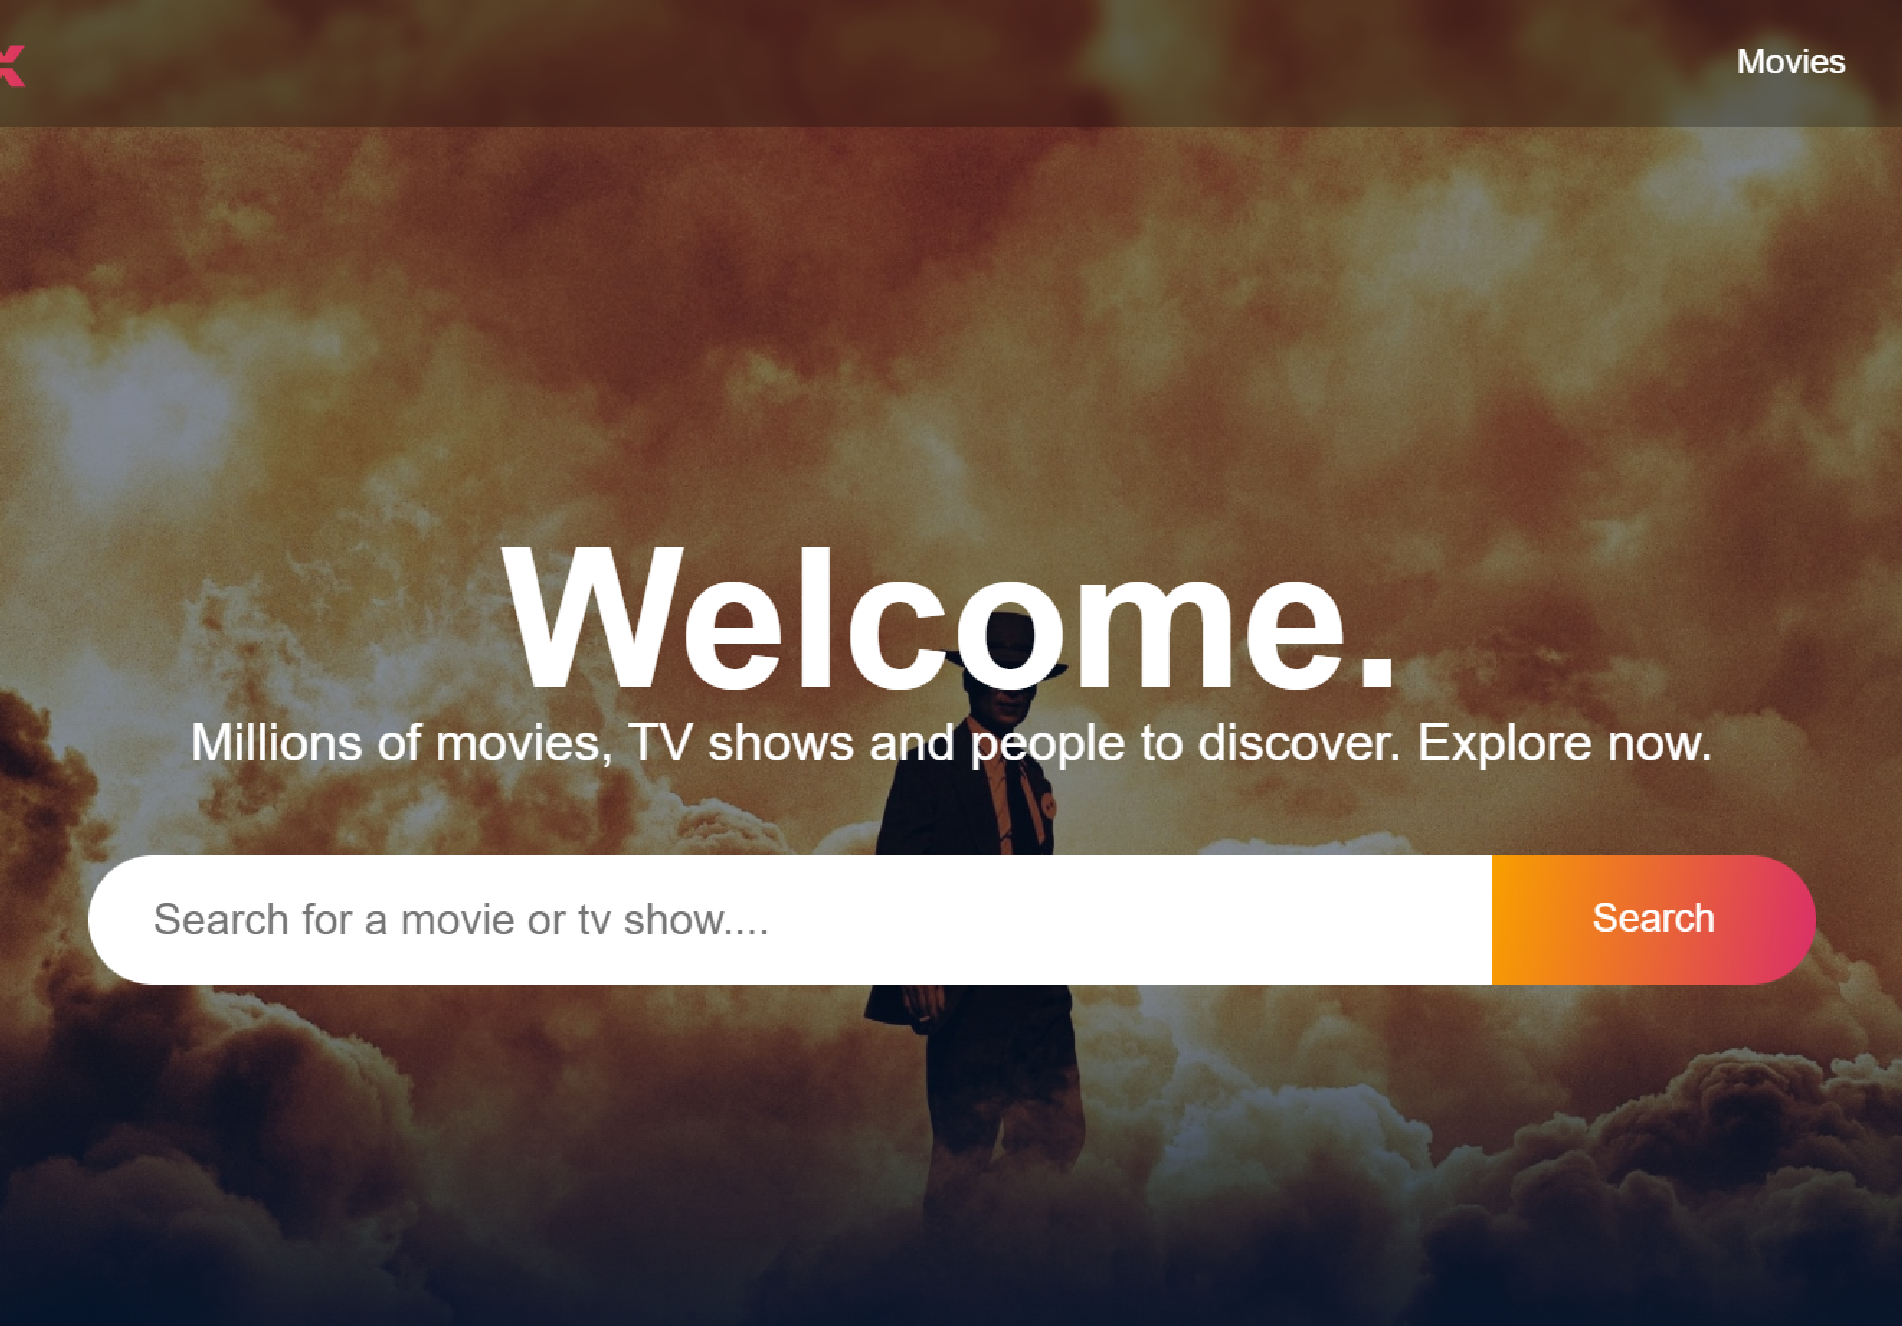 Movies
Welcome.
Millions of movies, TV shows and people to discover. Explore now.
Search for a movie or tv show....
Search